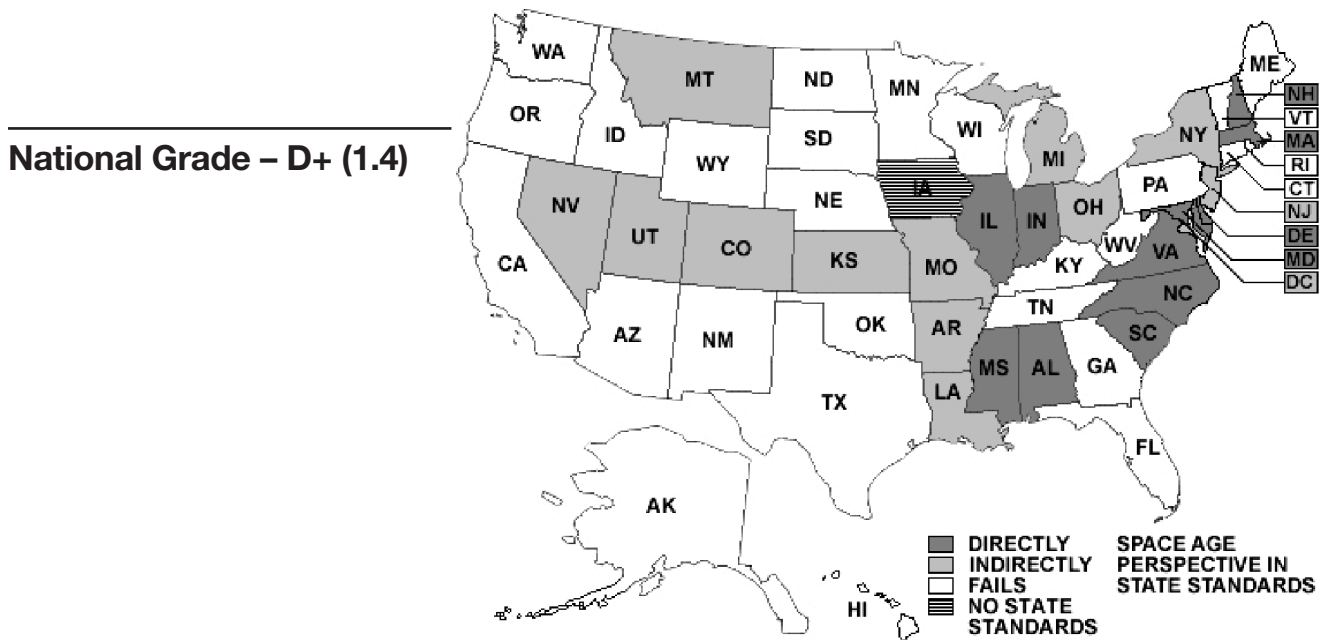 National Grade – D+ (1.4)
WA
OR
CA
ID
NV
MT
WY
UT
AZ
CO
NM
ND
SD
NE
KS
OK
TX
MN
IA
MO
AR
LA
WI
IL
MS
MI
IN
KY
TN
AL
OH
WV
GA
FL
PA
VA
NC
SC
NY
ME
NH
VT
MA
RI
CT
NJ
DE
MD
DC
AK
HI
DIRECTLY
INDIRECTLY
FAILS
NO STATE
STANDARDS
SPACE AGE
PERSPECTIVE IN
STATE STANDARDS